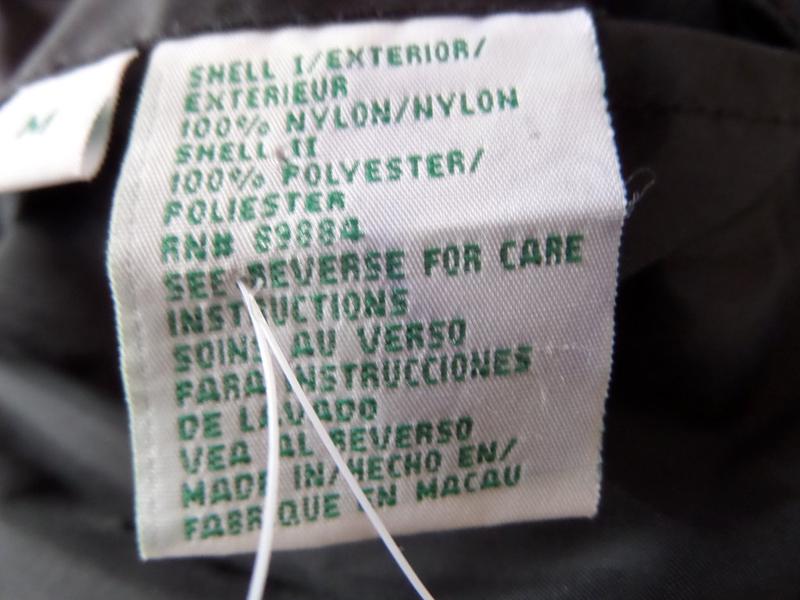 M
SHELL I/EXTERIOR/
EXTERIEUR
100% NYLON/NYLON
SHELL II
100% POLYESTER/
POLIESTER
RN# 69884
SEE REVERSE FOR CARE
INSTRUCTIONS
SOINS AU VERSO
PARA INSTRUCCIONES
DE LAVADO
VEA AL REVERSO
MADE IN/HECHO EN/
FABRIQUE EN MACAU